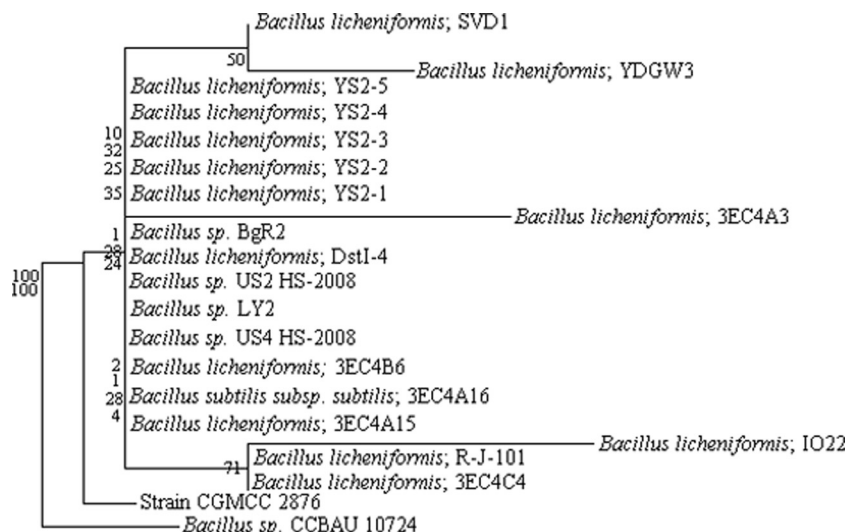 Bacillus licheniformis; SVD1
50
Bacillus licheniformis; YDGW3
Bacillus licheniformis; YS2-5
Bacillus licheniformis; YS2-4
10
Bacillus licheniformis; YS2-3
32
25
Bacillus licheniformis; YS2-2
35
Bacillus licheniformis; YS2-1
Bacillus licheniformis; 3EC4A3
1
Bacillus sp. BgR2
28
Bacillus licheniformis; DstI-4
24
100
Bacillus sp. US2 HS-2008
100
Bacillus sp. LY2
Bacillus sp. US4 HS-2008
2
Bacillus licheniformis; 3EC4B6
1
28
Bacillus subtilis subsp. subtilis; 3EC4A16
4
Bacillus licheniformis; 3EC4A15
Bacillus licheniformis; IO22
71
Bacillus licheniformis; R-J-101
Bacillus licheniformis; 3EC4C4
Strain CGMCC 2876
Bacillus sp. CCBAU 10724